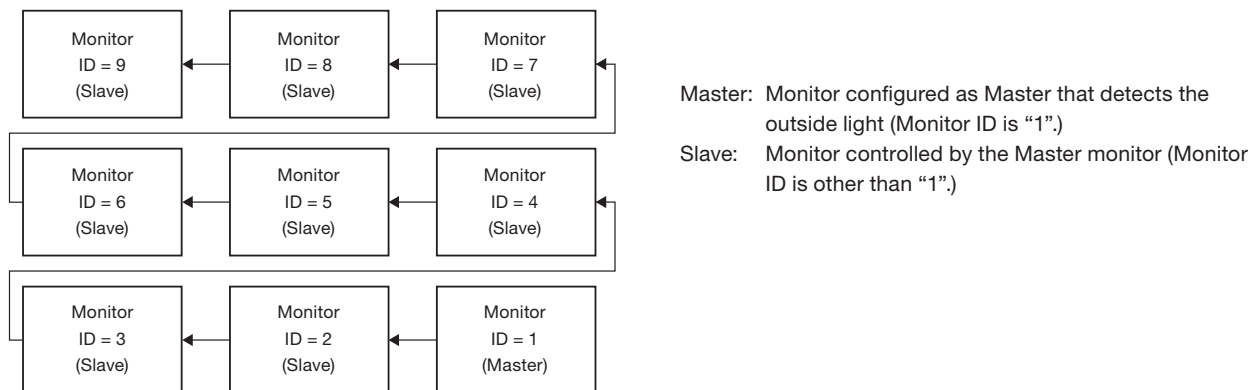 Monitor
ID = 9
(Slave)
Monitor
ID = 8
(Slave)
Monitor
ID = 7
(Slave)
Monitor
ID = 6
(Slave)
Monitor
ID = 5
(Slave)
Monitor
ID = 4
(Slave)
Monitor
ID = 3
(Slave)
Monitor
ID = 2
(Slave)
Monitor
ID = 1
(Master)
Master: Monitor configured as Master that detects the
outside light (Monitor ID is “1”.)
Slave: Monitor controlled by the Master monitor (Monitor
ID is other than “1”.)